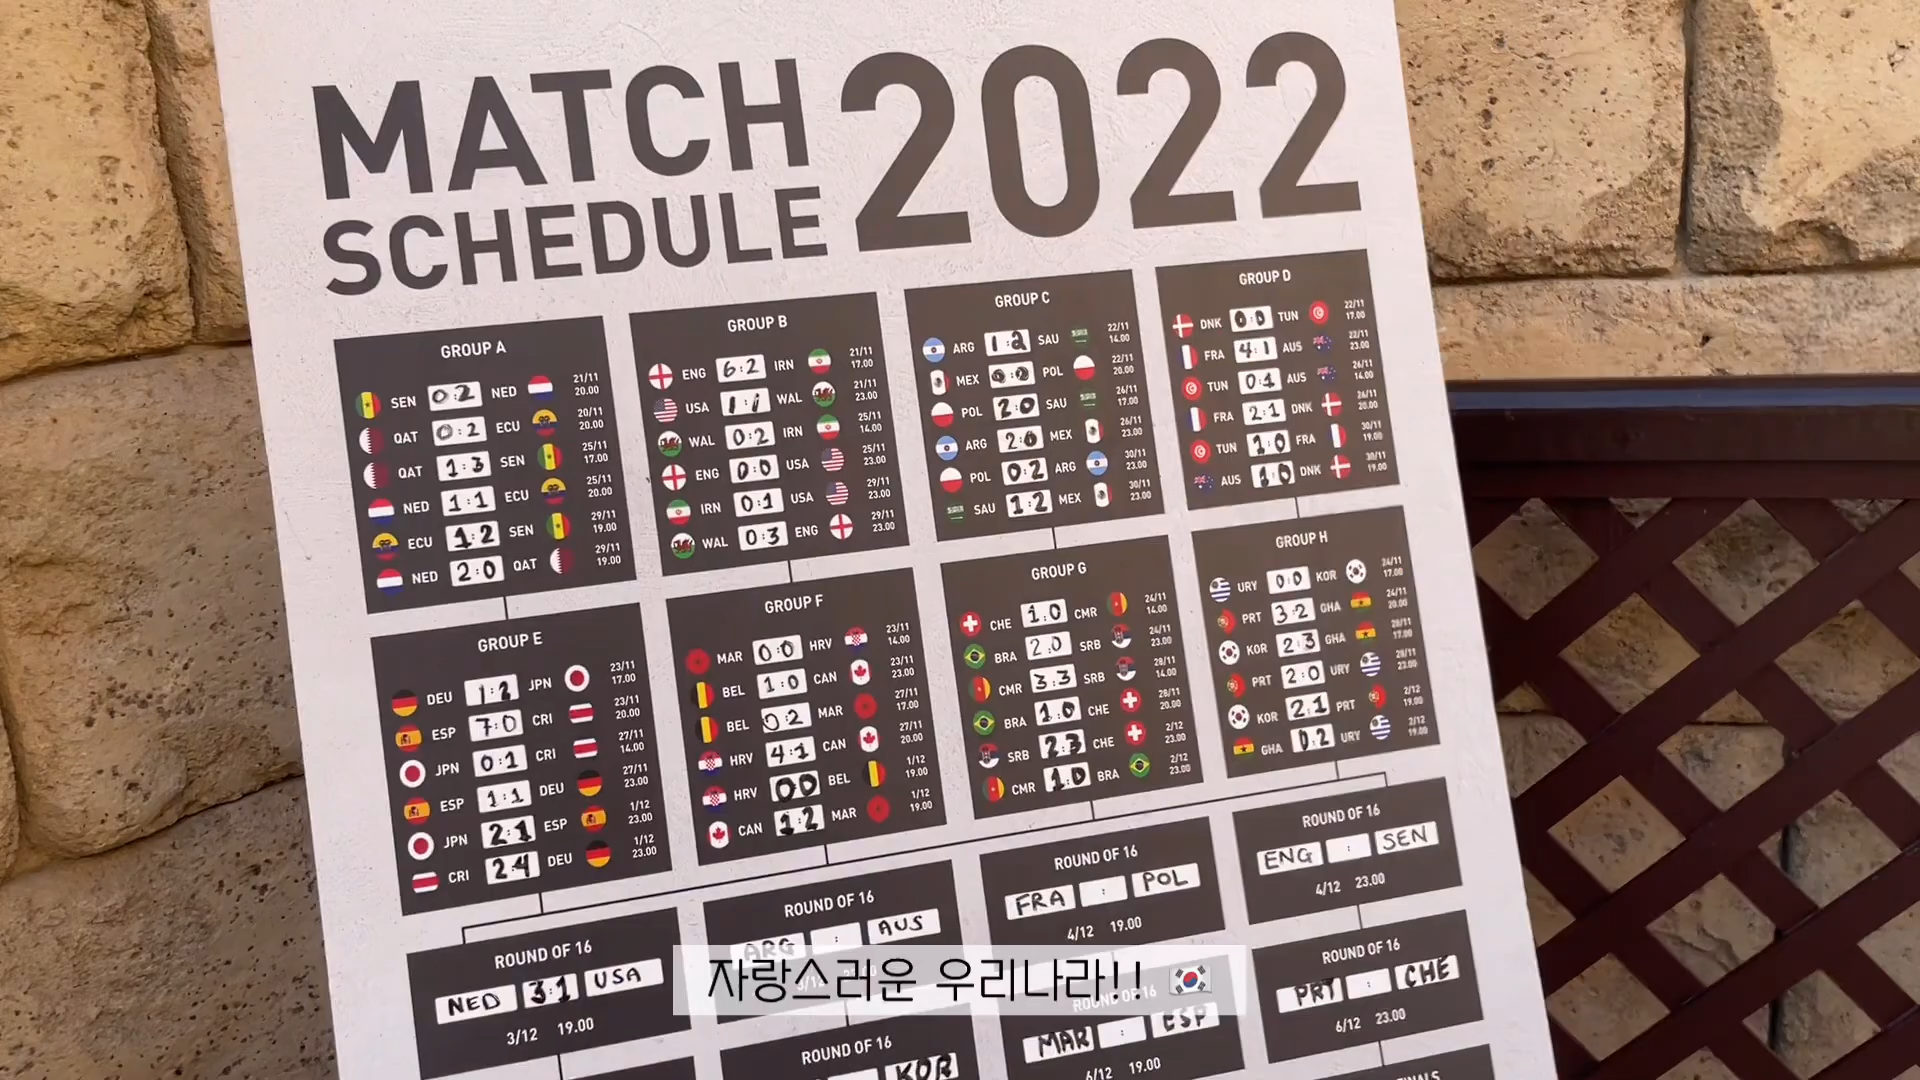 MATCH
SCHEDULE
2022
GROUP A
SEN 0:2 NED 21/11 20.00
QAT 0:2 ECU 20/11 20.00
QAT 1:3 SEN 25/11 17.00
NED 1:1 ECU 25/11 20.00
ECU 1:2 SEN 29/11 19.00
NED 2:0 QAT 29/11 19.00
GROUP B
ENG 6:2 IRN 21/11 17.00
USA 1:1 WAL 21/11 23.00
WAL 0:2 IRN 25/11 14.00
ENG 0:0 USA 25/11 23.00
IRN 0:1 USA 29/11 23.00
WAL 0:3 ENG 29/11 23.00
GROUP C
ARG 1:2 SAU 22/11 14.00
MEX 0:0 POL 22/11 20.00
POL 2:0 SAU 26/11 17.00
ARG 2:0 MEX 26/11 23.00
POL 0:2 ARG 30/11 23.00
SAU 1:2 MEX 30/11 23.00
GROUP D
DNK 0:0 TUN 22/11 17.00
FRA 4:1 AUS 22/11 23.00
TUN 0:1 AUS 26/11 14.00
FRA 2:1 DNK 26/11 20.00
TUN 1:0 FRA 30/11 19.00
AUS 1:0 DNK 30/11 19.00
GROUP E
DEU 1:2 JPN 23/11 17.00
ESP 7:0 CRI 23/11 20.00
JPN 0:1 CRI 27/11 14.00
ESP 1:1 DEU 27/11 23.00
JPN 2:1 ESP 1/12 23.00
CRI 2:4 DEU 1/12 23.00
GROUP F
MAR 0:0 HRV 23/11 14.00
BEL 1:0 CAN 23/11 23.00
BEL 0:2 MAR 27/11 17.00
HRV 4:1 CAN 27/11 20.00
HRV 0:0 BEL 1/12 19.00
CAN 1:2 MAR 1/12 19.00
GROUP G
CHE 1:0 CMR 24/11 14.00
BRA 2:0 SRB 24/11 23.00
CMR 3:3 SRB 28/11 14.00
BRA 1:0 CHE 28/11 20.00
SRB 2:3 CHE 2/12 23.00
CMR 1:0 BRA 2/12 23.00
GROUP H
URY 0:0 KOR 24/11 17.00
PRT 3:2 GHA 24/11 20.00
KOR 2:3 GHA 28/11 17.00
PRT 2:0 URY 28/11 23.00
KOR 2:1 PRT 2/12 19.00
GHA 0:2 URY 2/12 19.00
ROUND OF 16
NED 3:1 USA
3/12 19.00
ROUND OF 16
ARG : AUS
ROUND OF 16
FRA : POL
4/12 19.00
ROUND OF 16
ENG : SEN
4/12 23.00
자랑스러운 우리나라!!
ROUND OF 16
KOR
ROUND OF 16
MAR : ESP
6/12 19.00
ROUND OF 16
PRT : CHE
6/12 23.00